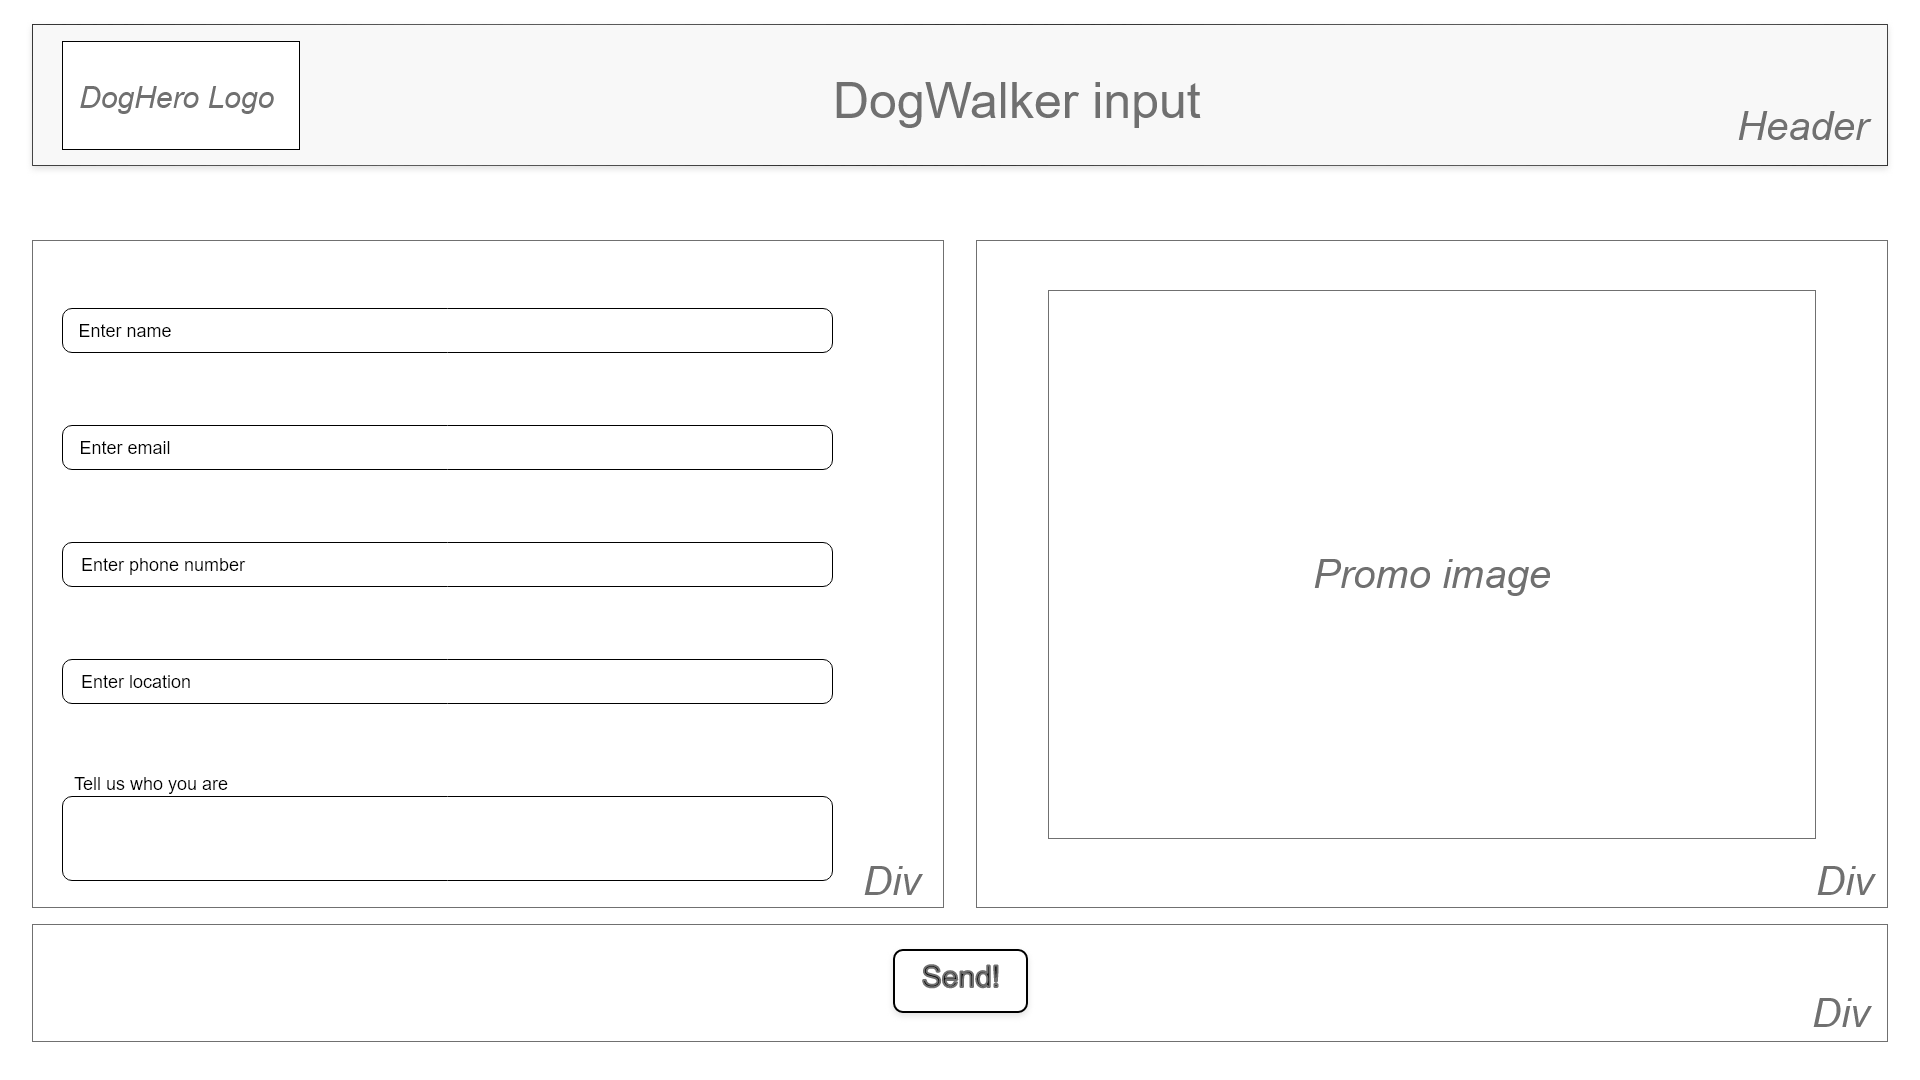 DogHero Logo
DogWalker input
Header
Enter name
Enter email
Enter phone number
Enter location
Tell us who you are
Div
Promo image
Div
Send!
Div